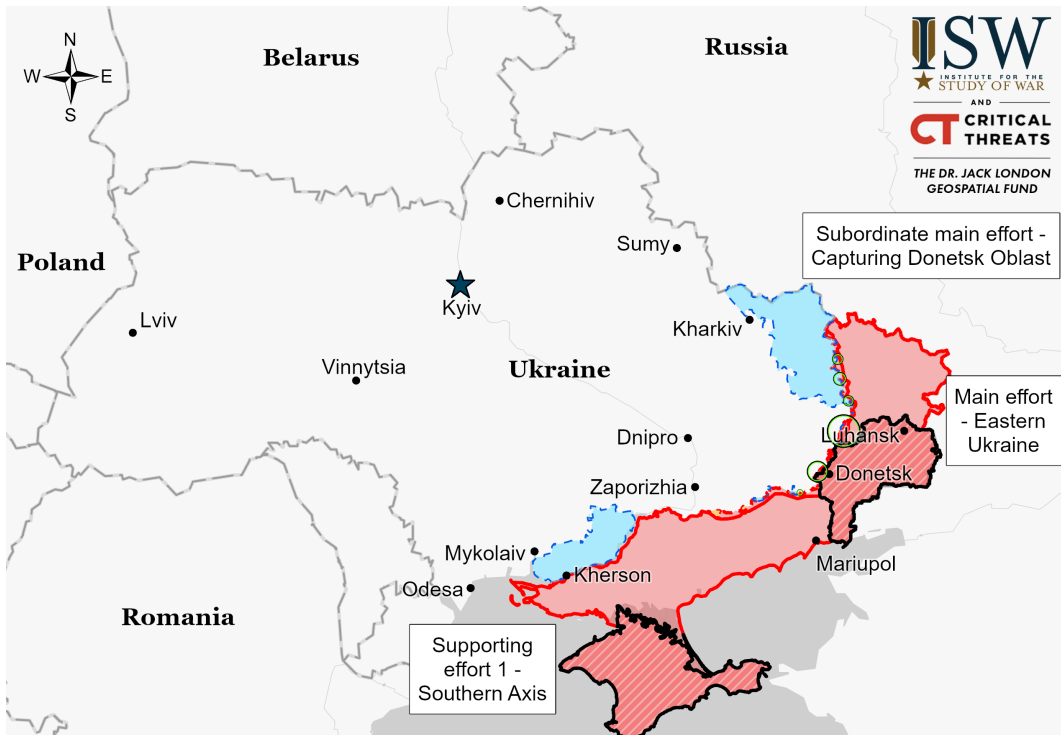 N
W E
S
Belarus
Russia
ISW
INSTITUTE FOR THE
STUDY OF WAR
AND
CT CRITICAL
THREATS
THE DR. JACK LONDON
GEOSPATIAL FUND
Chernihiv
Sumy
Subordinate main effort -
Capturing Donetsk Oblast
Poland
Kyiv
Lviv
Kharkiv
Vinnytsia
Ukraine
Main effort
- Eastern
Ukraine
Dnipro
Luhansk
Donetsk
Zaporizhia
Mykolaiv
Mariupol
Kherson
Odesa
Romania
Supporting
effort 1 -
Southern Axis